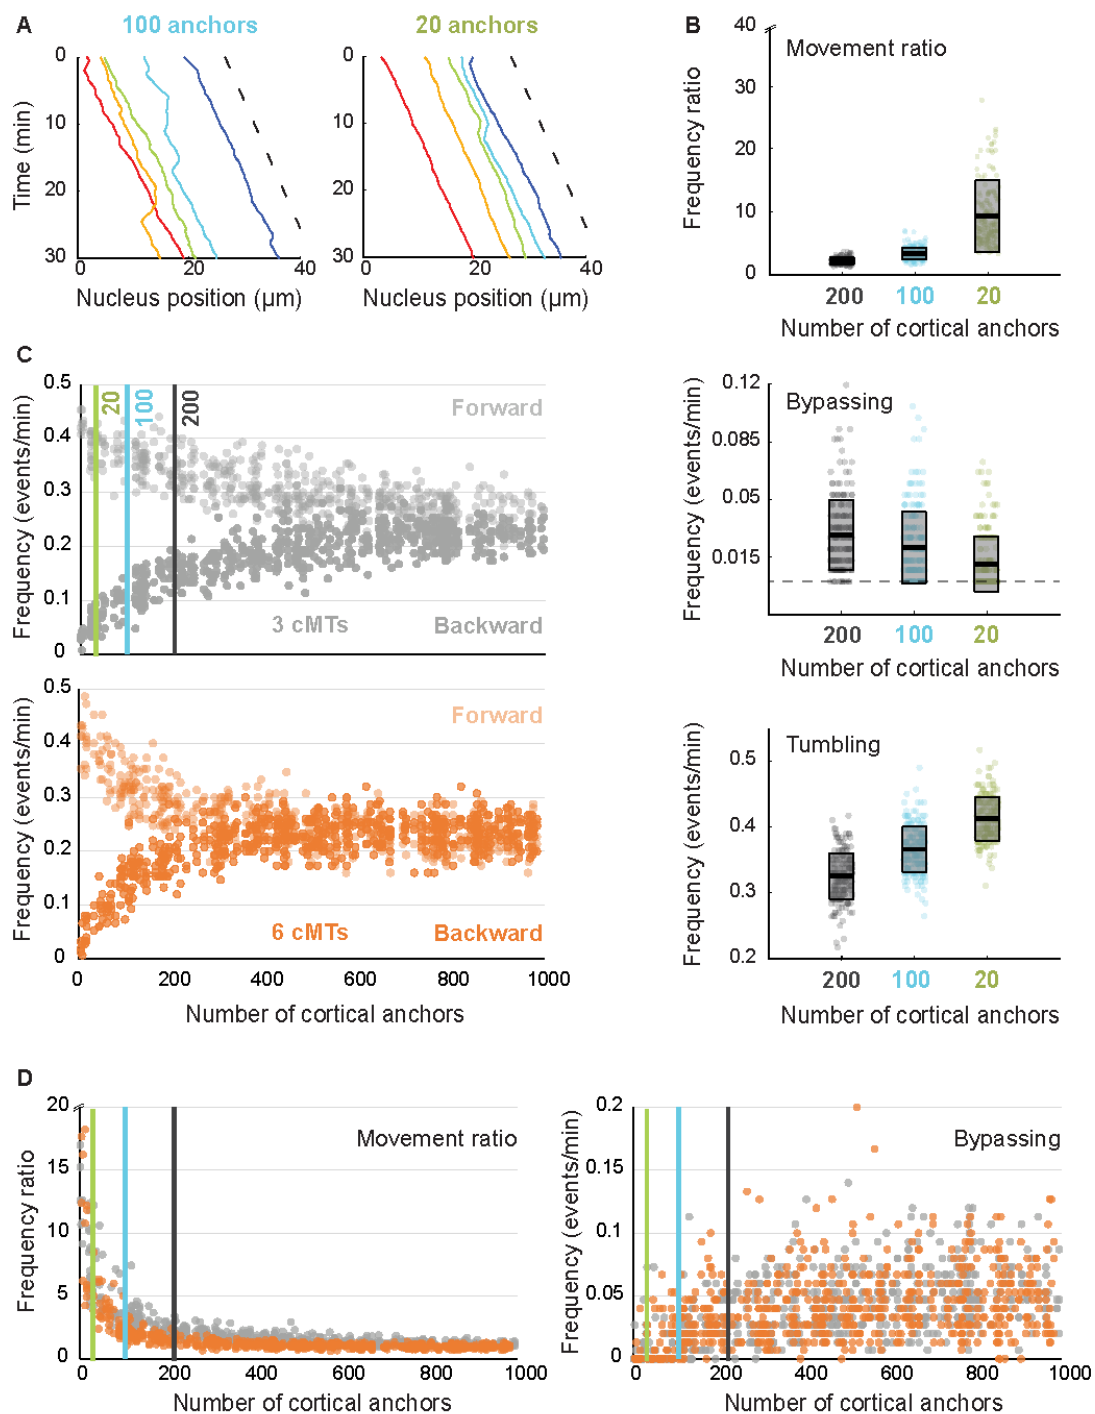 A
100 anchors
20 anchors
0
10
20
30
Time (min)
0
20
40
Nucleus position (µm)
0
10
20
30
0
20
40
Nucleus position (µm)
B
40
30
20
10
0
Frequency ratio
Movement ratio
200
100
20
Number of cortical anchors
0.12
0.085
0.05
0.015
Frequency (events/min)
Bypassing
200
100
20
Number of cortical anchors
0.5
0.4
0.3
0.2
Frequency (events/min)
Tumbling
200
100
20
Number of cortical anchors
C
0.5
0.4
0.3
0.2
0.1
0
Frequency (events/min)
20
100
200
Forward
3 cMTs
Backward
0.5
0.4
0.3
0.2
0.1
0
Frequency (events/min)
Forward
6 cMTs
Backward
0
200
400
600
800
1000
Number of cortical anchors
D
20
15
10
5
0
Frequency ratio
Movement ratio
0
200
400
600
800
1000
Number of cortical anchors
0.2
0.15
0.1
0.05
0
Frequency (events/min)
Bypassing
0
200
400
600
800
1000
Number of cortical anchors